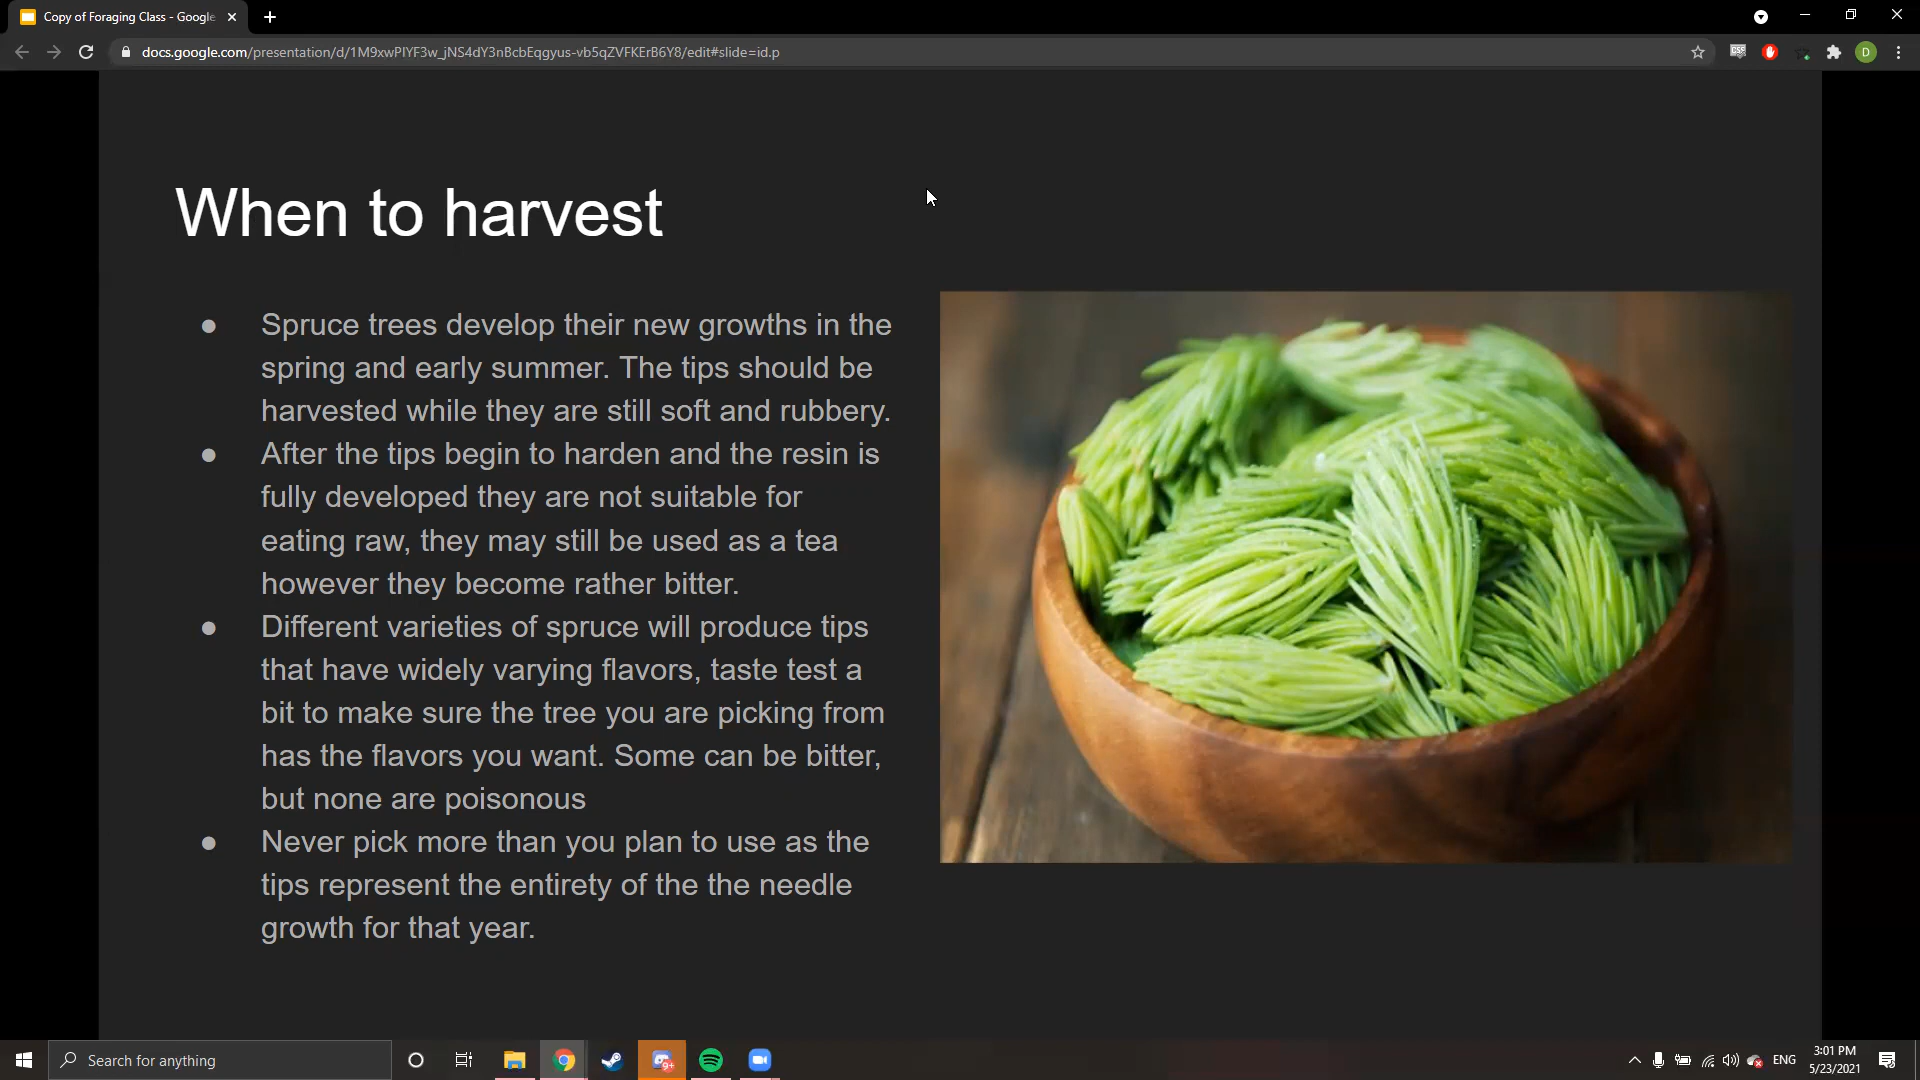 Copy of Foraging Class - Google
docs.google.com/presentation/d/1M9xwPIYF3w_jNS4dY3nBcbEqgyus-vb5qZVFKErB6Y8/edit#slide=id.p
D
When to harvest
Spruce trees develop their new growths in the
spring and early summer. The tips should be
harvested while they are still soft and rubbery.
After the tips begin to harden and the resin is
fully developed they are not suitable for
eating raw, they may still be used as a tea
however they become rather bitter.
Different varieties of spruce will produce tips
that have widely varying flavors, taste test a
bit to make sure the tree you are picking from
has the flavors you want. Some can be bitter,
but none are poisonous
Never pick more than you plan to use as the
tips represent the entirety of the the needle
growth for that year.
Search for anything
9+
ENG
3:01 PM
5/23/2021